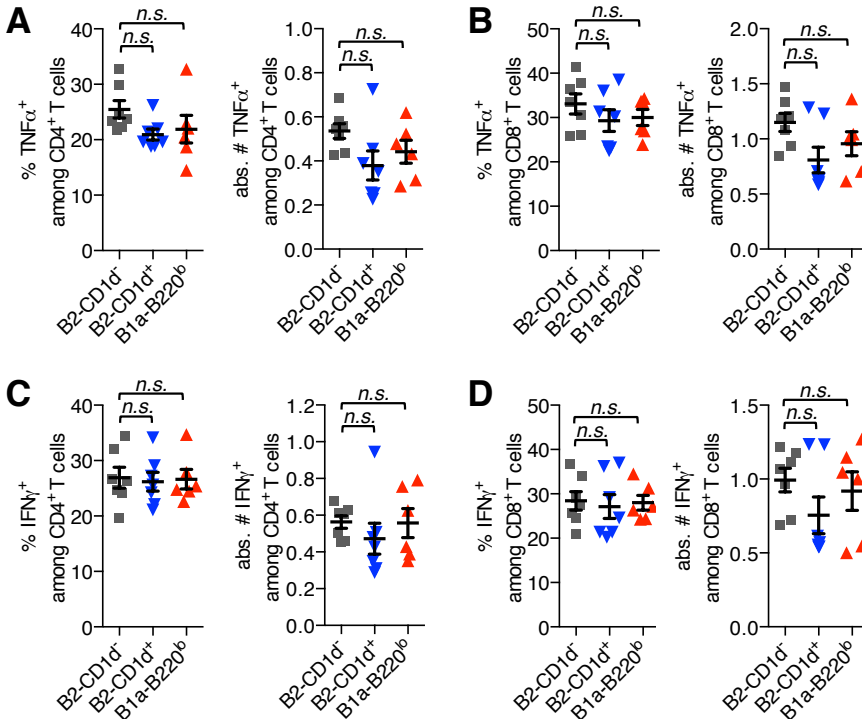 A
% TNFα⁺
among CD4⁺ T cells
40
30
20
10
0
n.s.
n.s.
B2-CD1d⁻
B2-CD1d⁺
B1a-B220ᵇ
abs. # TNFα⁺
among CD4⁺ T cells
1.0
0.8
0.6
0.4
0.2
0.0
n.s.
n.s.
B2-CD1d⁻
B2-CD1d⁺
B1a-B220ᵇ
B
% TNFα⁺
among CD8⁺ T cells
50
40
30
20
10
0
n.s.
n.s.
B2-CD1d⁻
B2-CD1d⁺
B1a-B220ᵇ
abs. # TNFα⁺
among CD8⁺ T cells
2.0
1.5
1.0
0.5
0.0
n.s.
n.s.
B2-CD1d⁻
B2-CD1d⁺
B1a-B220ᵇ
C
% IFNγ⁺
among CD4⁺ T cells
40
30
20
10
0
n.s.
n.s.
B2-CD1d⁻
B2-CD1d⁺
B1a-B220ᵇ
abs. # IFNγ⁺
among CD4⁺ T cells
1.2
1.0
0.8
0.6
0.4
0.2
0.0
n.s.
n.s.
B2-CD1d⁻
B2-CD1d⁺
B1a-B220ᵇ
D
% IFNγ⁺
among CD8⁺ T cells
50
40
30
20
10
0
n.s.
n.s.
B2-CD1d⁻
B2-CD1d⁺
B1a-B220ᵇ
abs. # IFNγ⁺
among CD8⁺ T cells
1.5
1.0
0.5
0.0
n.s.
n.s.
B2-CD1d⁻
B2-CD1d⁺
B1a-B220ᵇ